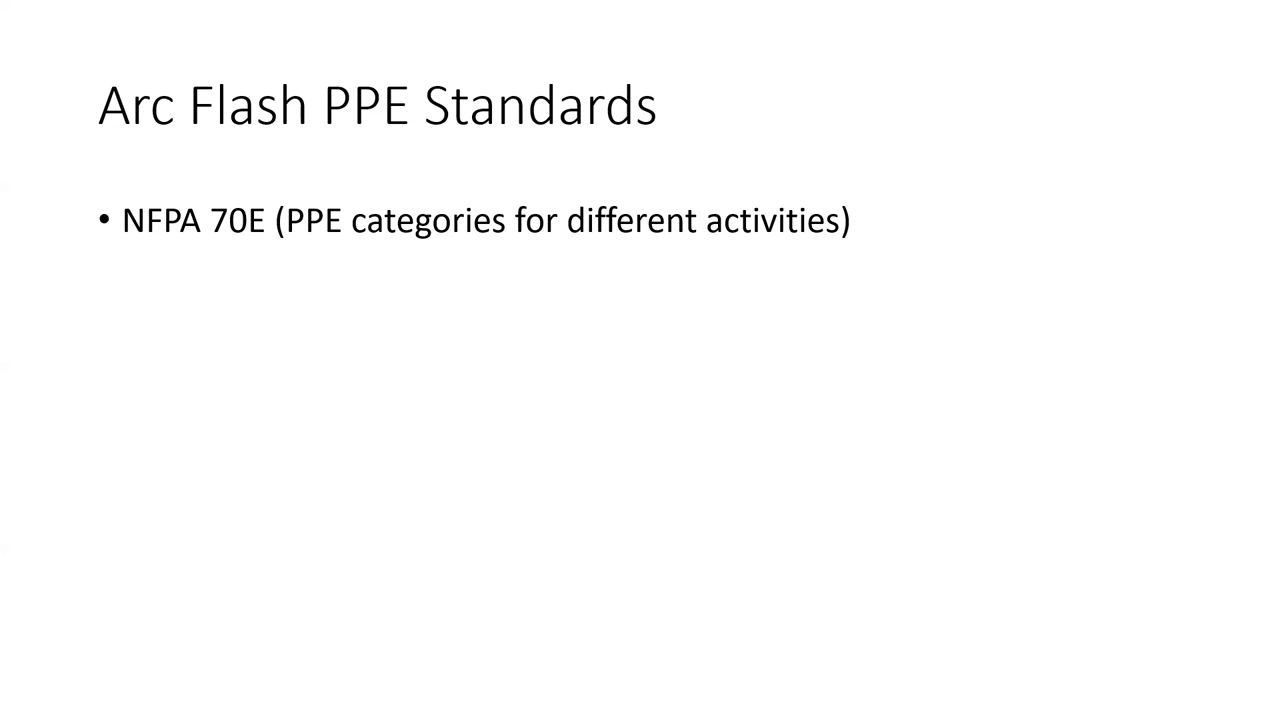 Arc Flash PPE Standards
• NFPA 70E (PPE categories for different activities)